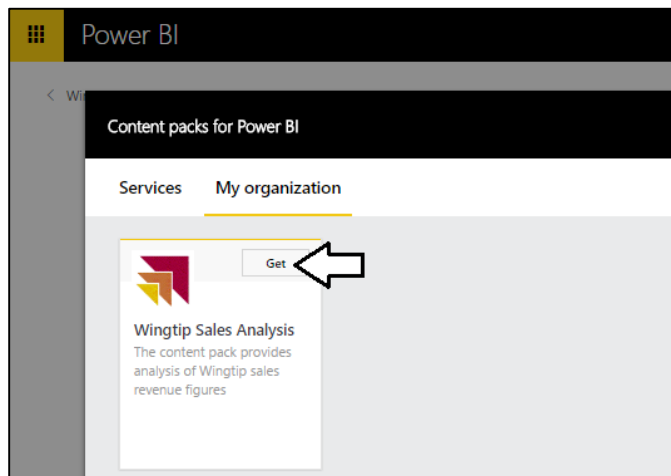 Power BI
Wi
Content packs for Power BI
Services My organization
Get
Wingtip Sales Analysis
The content pack provides
analysis of Wingtip sales
revenue figures